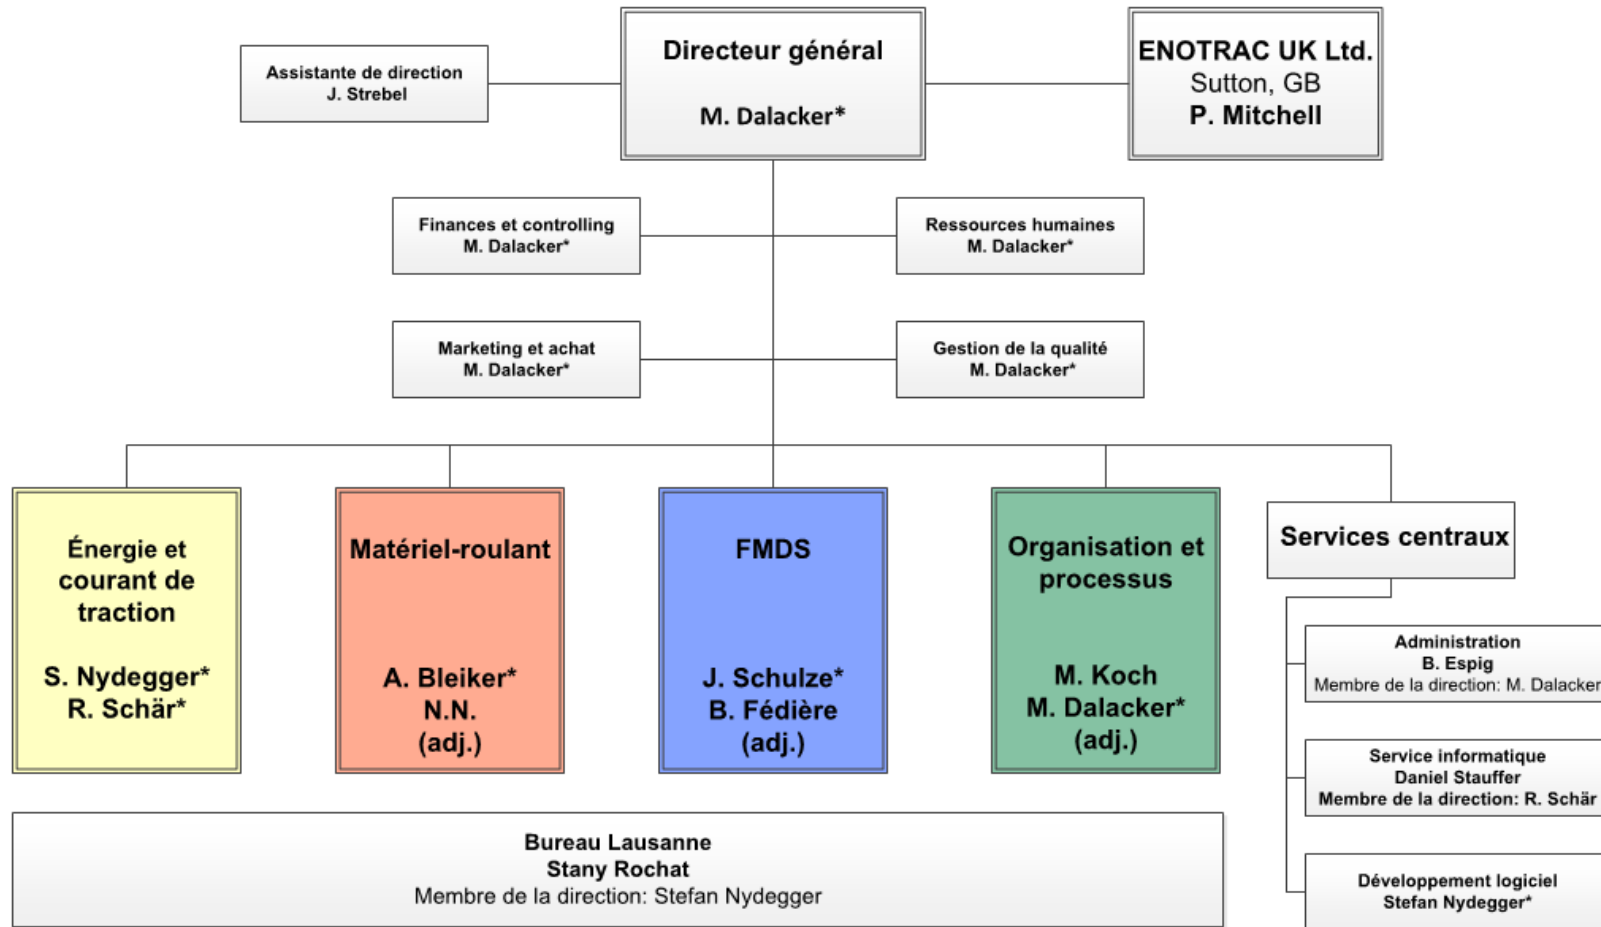 Assistante de direction
J. Strebel
Directeur général
M. Dalacker*
ENOTRAC UK Ltd.
Sutton, GB
P. Mitchell
Finances et controlling
M. Dalacker*
Ressources humaines
M. Dalacker*
Marketing et achat
M. Dalacker*
Gestion de la qualité
M. Dalacker*
Énergie et
courant de
traction
S. Nydegger*
R. Schär*
Matériel-roulant
A. Bleiker*
N.N.
(adj.)
FMDS
J. Schulze*
B. Fédière
(adj.)
Organisation et
processus
M. Koch
M. Dalacker*
(adj.)
Services centraux
Administration
B. Espig
Membre de la direction: M. Dalacker
Service informatique
Daniel Stauffer
Membre de la direction: R. Schär
Développement logiciel
Stefan Nydegger*
Bureau Lausanne
Stany Rochat
Membre de la direction: Stefan Nydegger